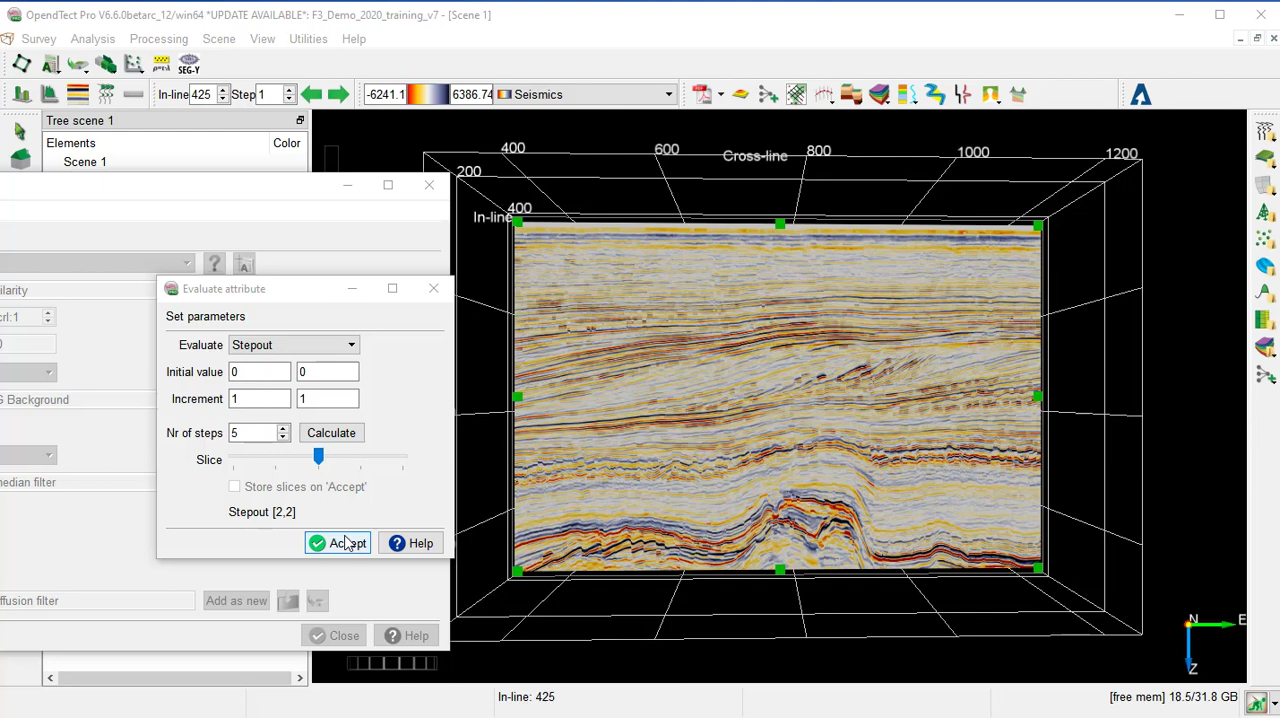 OpendTect Pro V6.6.0betarc_12/win64 *UPDATE AVAILABLE*: F3_Demo_2020_training_v7 - [Scene 1]
Survey Analysis Processing Scene View Utilities Help
SEG-Y
In-line 425 Step 1 -6241.1 6386.74 Seismics
Tree scene 1
Elements Color
Scene 1
400 600 Cross-line 800 1000 1200
200
In-line 400
ilarity
crl: 1
0
G Background
nedian filter
ffusion filter Add as new
Close Help
Evaluate attribute
Set parameters
Evaluate Stepout
Initial value 0 0
Increment 1 1
Nr of steps 5 Calculate
Slice
Store slices on 'Accept'
Stepout [2,2]
Accept Help
N E
Z
In-line: 425 [free mem] 18.5/31.8 GB